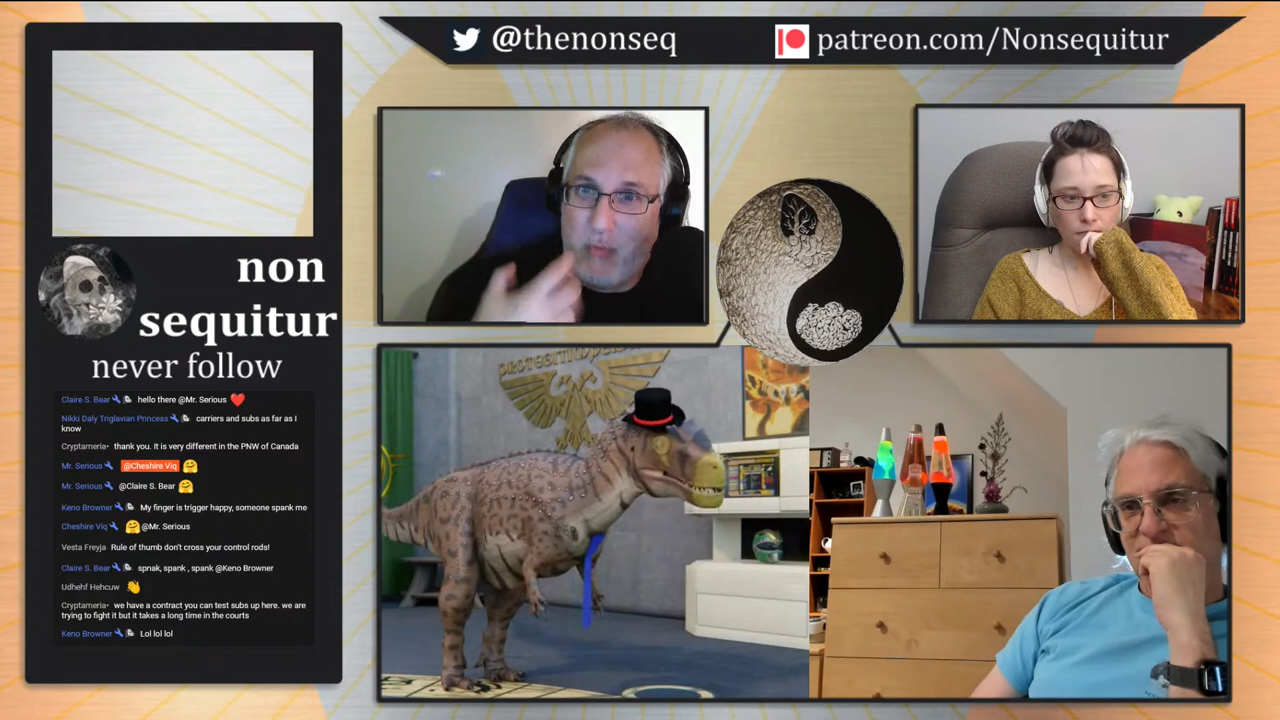 @thenonseq
patreon.com/Nonsequitur
non
sequitur
never follow
Claire S. Bear hello there @Mr. Serious
Nikki Daly Triglavian Princess carriers and subs as far as I
know
Cryptameria• thank you. It is very different in the PNW of Canada
Mr. Serious @Cheshire Viq
Mr. Serious @Claire S. Bear
Keno Browner My finger is trigger happy, someone spank me
Cheshire Viq @Mr. Serious
Vesta Freyja Rule of thumb don't cross your control rods!
Claire S. Bear spnak, spank , spank @Keno Browner
Udhehf Hehcuw
Cryptameria• we have a contract you can test subs up here. we are
trying to fight it but it takes a long time in the courts
Keno Browner Lol lol lol